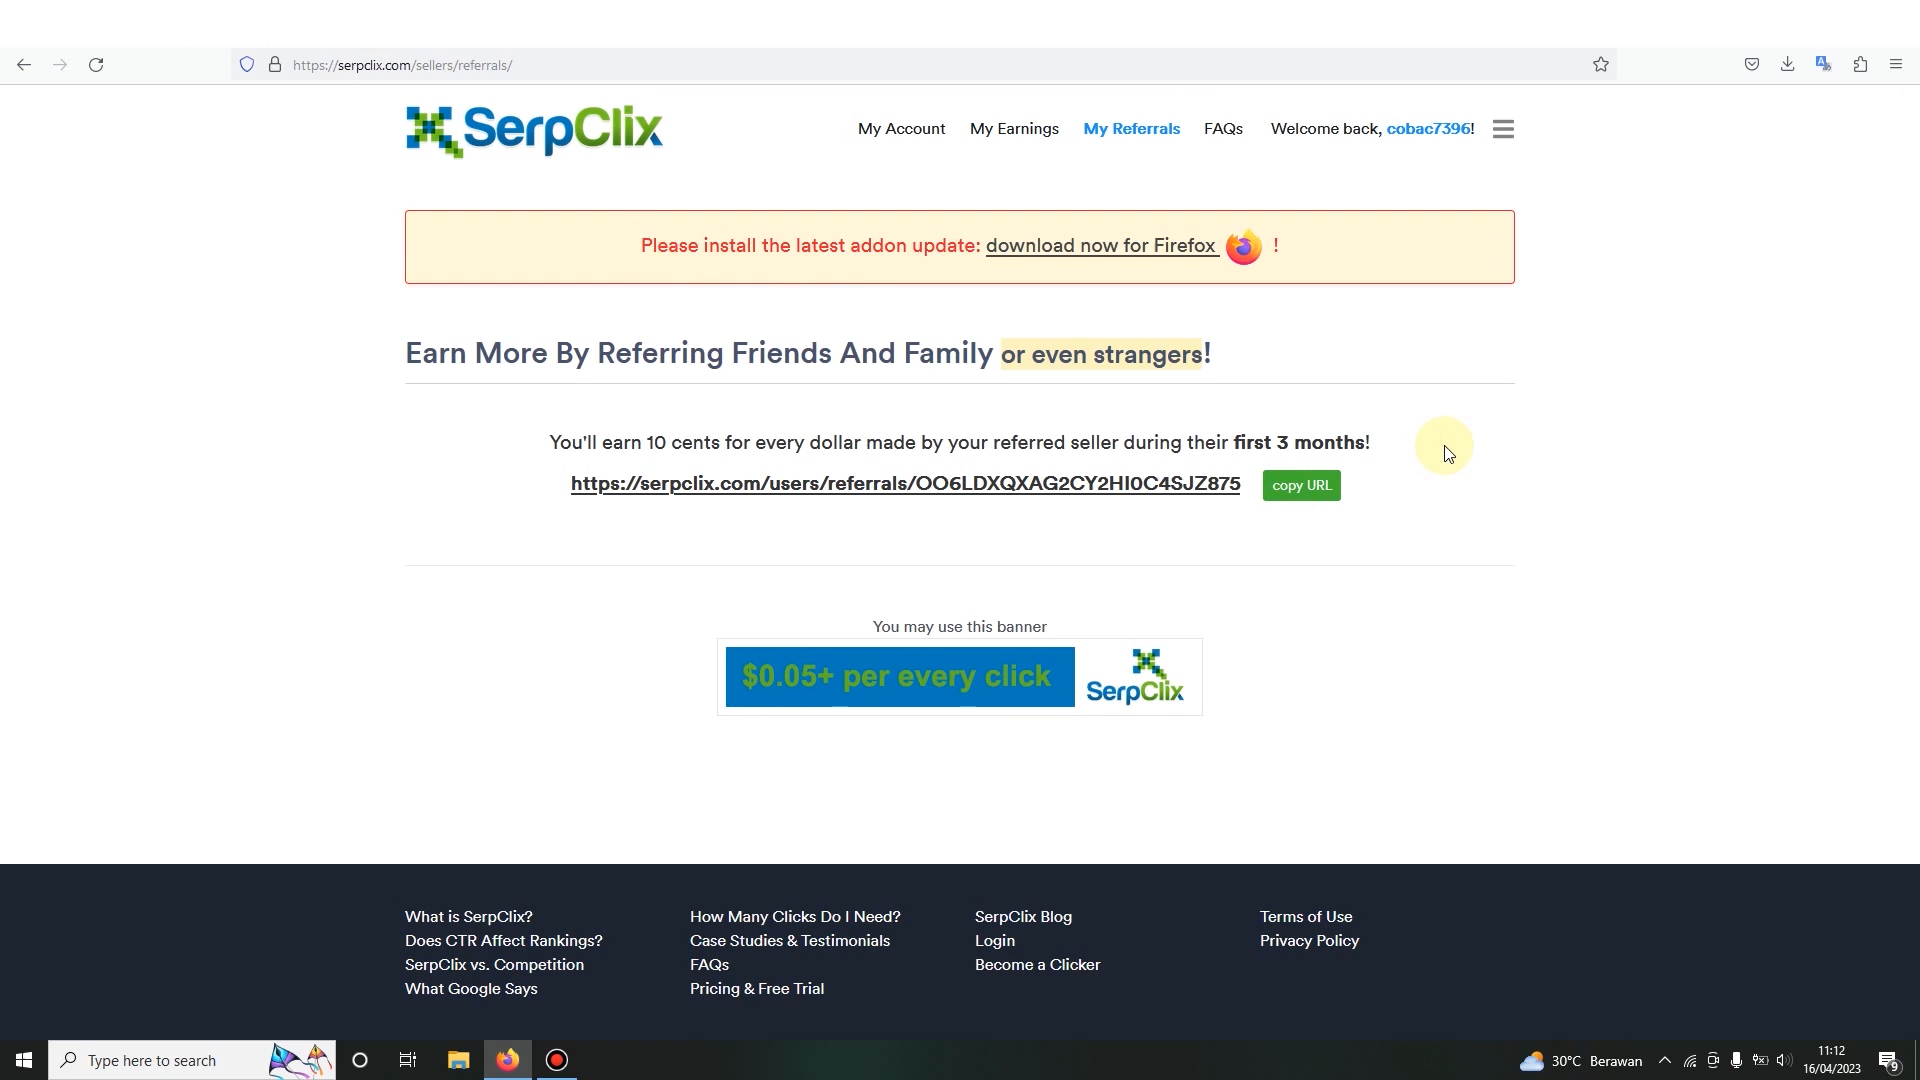 https://serpclix.com/sellers/referrals/
SerpClix
My Account
My Earnings
My Referrals
FAQs
Welcome back, cobac7396!
Please install the latest addon update: download now for Firefox !
Earn More By Referring Friends And Family or even strangers!
You'll earn 10 cents for every dollar made by your referred seller during their first 3 months!
https://serpclix.com/users/referrals/OO6LDXQXAG2CY2HI0C4SJZ875
copy URL
You may use this banner
$0.05+ per every click
SerpClix
What is SerpClix?
Does CTR Affect Rankings?
SerpClix vs. Competition
What Google Says
How Many Clicks Do I Need?
Case Studies & Testimonials
FAQs
Pricing & Free Trial
SerpClix Blog
Login
Become a Clicker
Terms of Use
Privacy Policy
Type here to search
30°C Berawan
11:12
16/04/2023
9